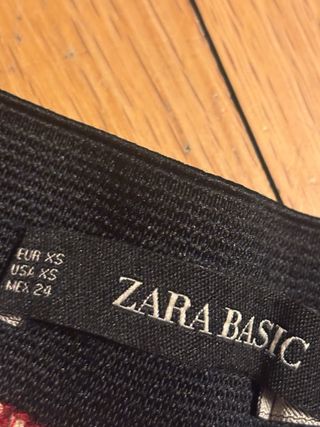 EUR XS
USA XS
MEX 24
ZARA BASIC